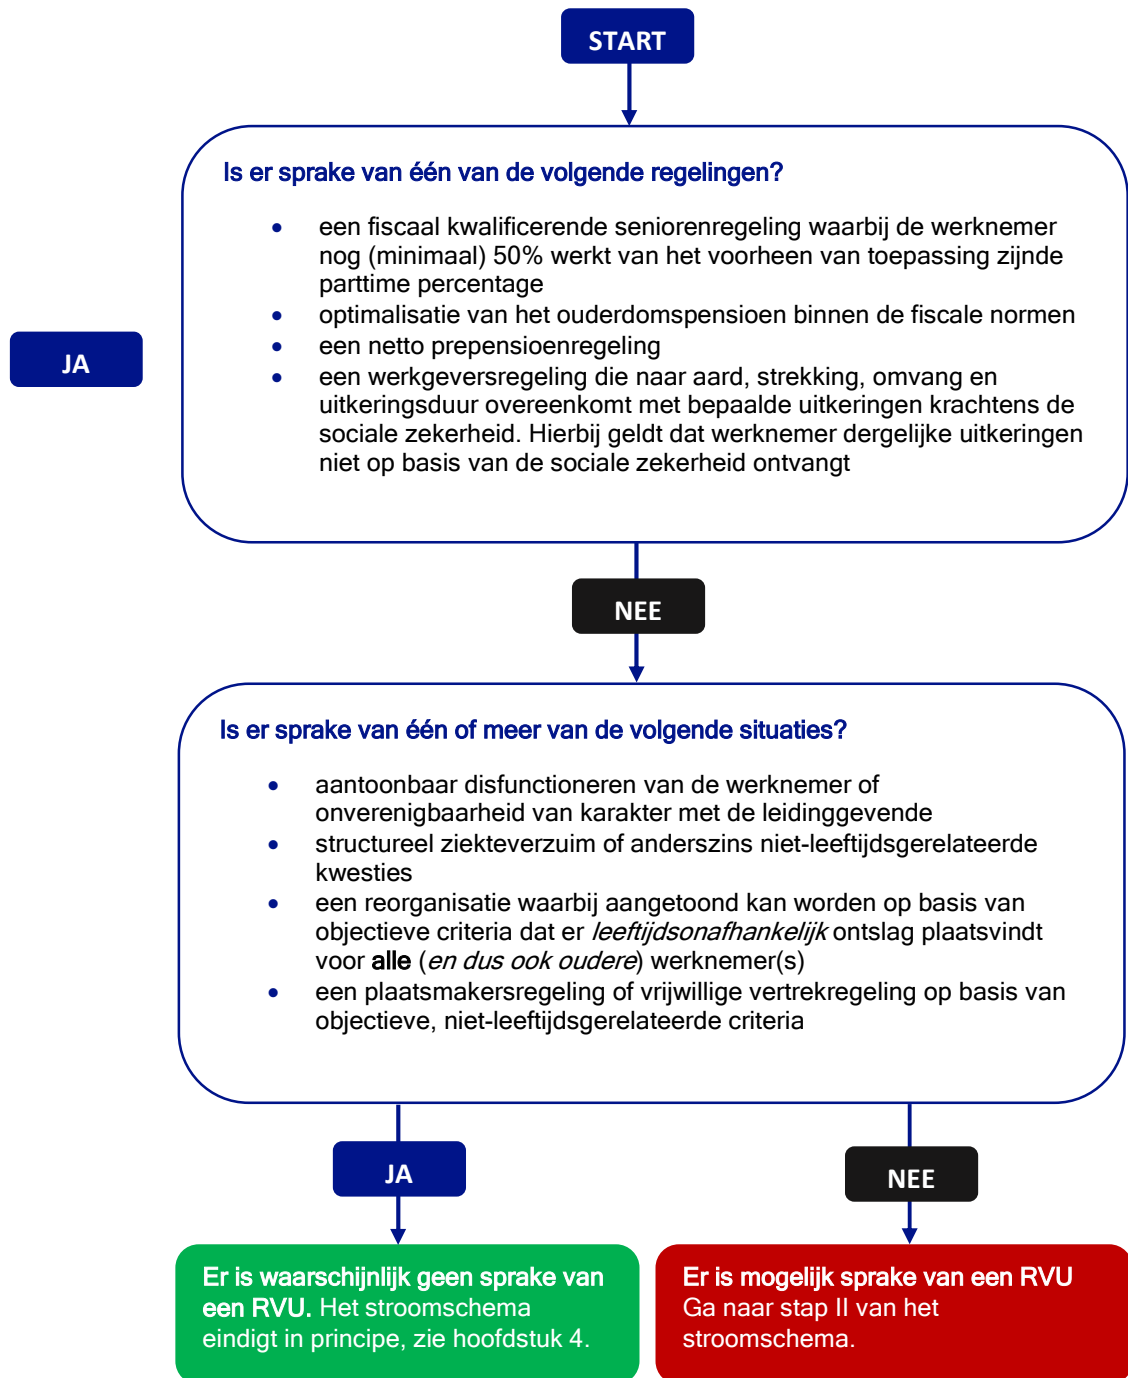 START
Is er sprake van één van de volgende regelingen?
• een fiscaal kwalificerende seniorenregeling waarbij de werknemer
nog (minimaal) 50% werkt van het voorheen van toepassing zijnde
parttime percentage
• optimalisatie van het ouderdomspensioen binnen de fiscale normen
• een netto prepensioenregeling
• een werkgeversregeling die naar aard, strekking, omvang en
uitkeringsduur overeenkomt met bepaalde uitkeringen krachtens de
sociale zekerheid. Hierbij geldt dat werknemer dergelijke uitkeringen
niet op basis van de sociale zekerheid ontvangt
JA
NEE
Is er sprake van één of meer van de volgende situaties?
• aantoonbaar disfunctioneren van de werknemer of
onverenigbaarheid van karakter met de leidinggevende
• structureel ziekteverzuim of anderszins niet-leeftijdsgerelateerde
kwesties
• een reorganisatie waarbij aangetoond kan worden op basis van
objectieve criteria dat er leeftijdsonafhankelijk ontslag plaatsvindt
voor alle (en dus ook oudere) werknemer(s)
• een plaatsmakersregeling of vrijwillige vertrekregeling op basis van
objectieve, niet-leeftijdsgerelateerde criteria
JA
NEE
Er is waarschijnlijk geen sprake van
een RVU. Het stroomschema
eindigt in principe, zie hoofdstuk 4.
Er is mogelijk sprake van een RVU
Ga naar stap II van het
stroomschema.